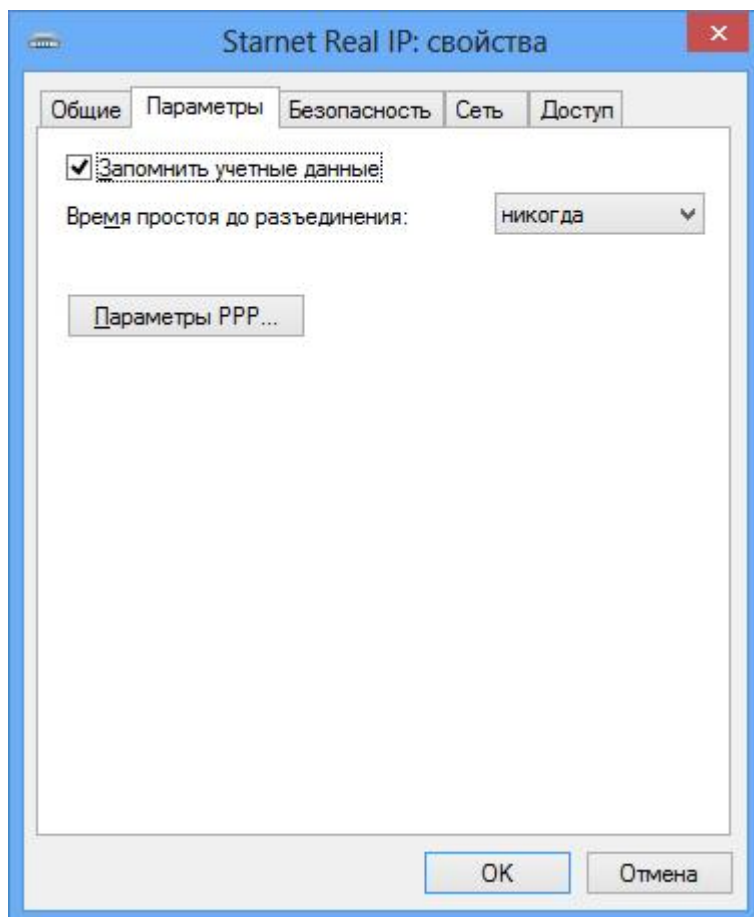 Starnet Real IP: свойства
Общие Параметры Безопасность Сеть Доступ
Запомнить учетные данные
Время простоя до разъединения: никогда
Параметры PPP...
OK Отмена